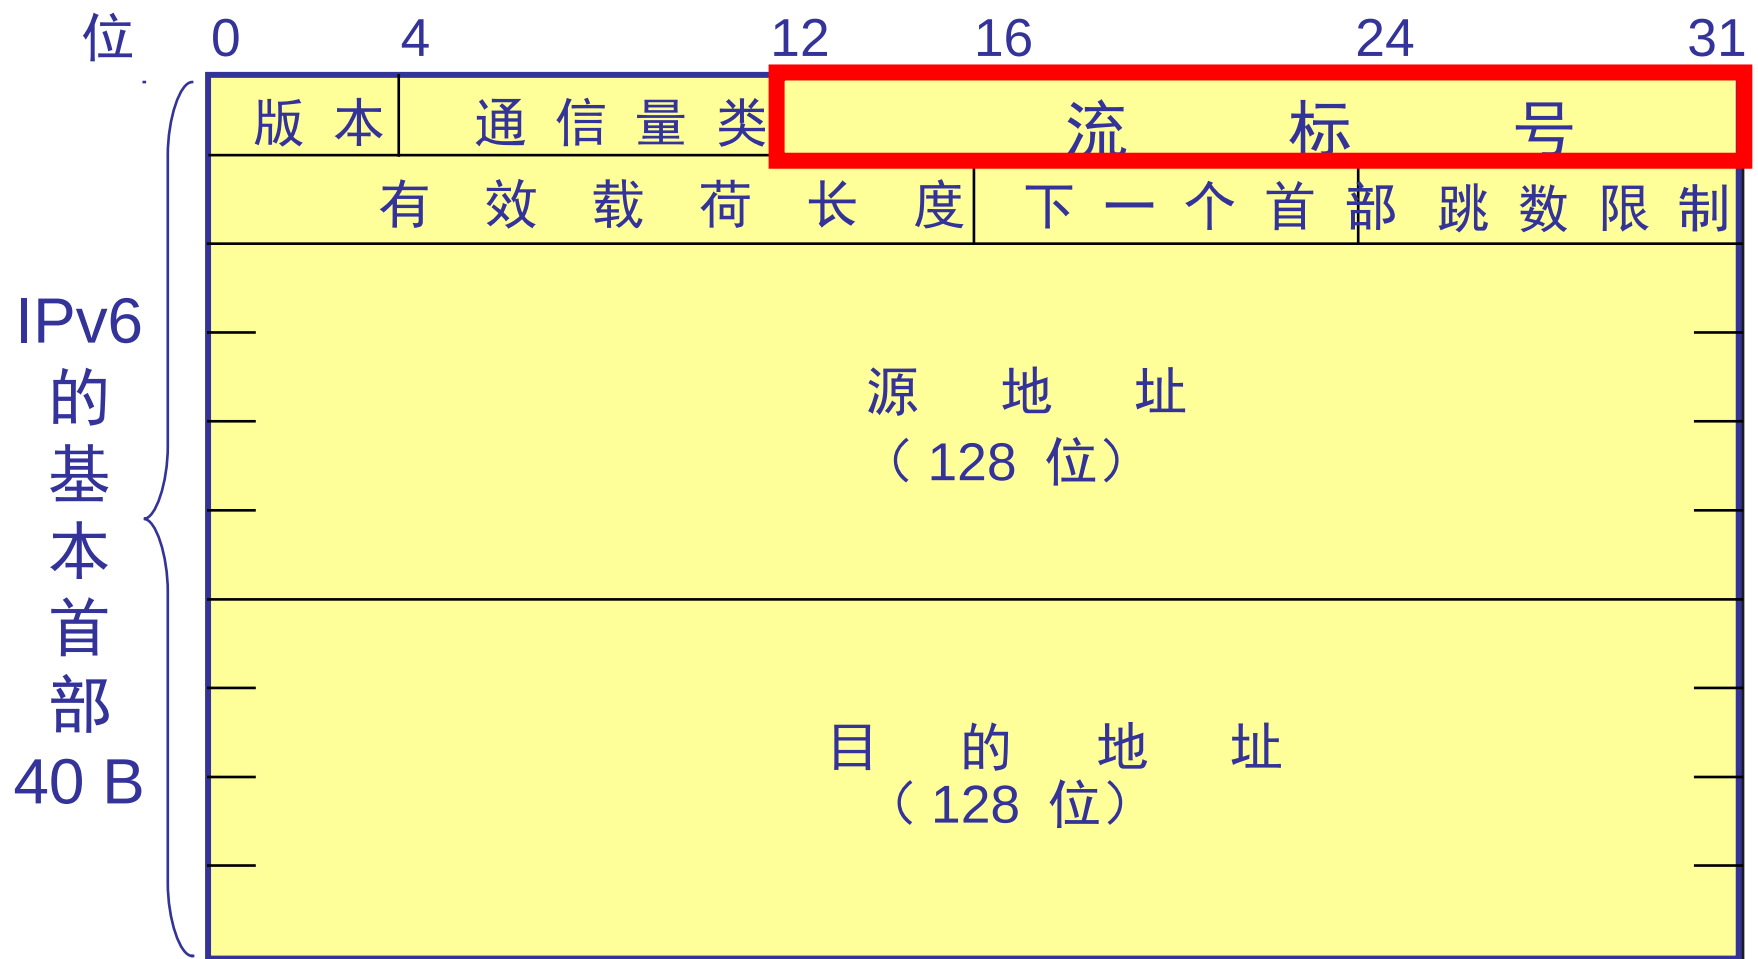 位 0 4 12 16 24 31
版本 通信量类 流标号
有效载荷长度 下一个首部 跳数限制
源地址
（128 位）
目的地址
（128 位）
IPv6
的
基
本
首
部
40 B